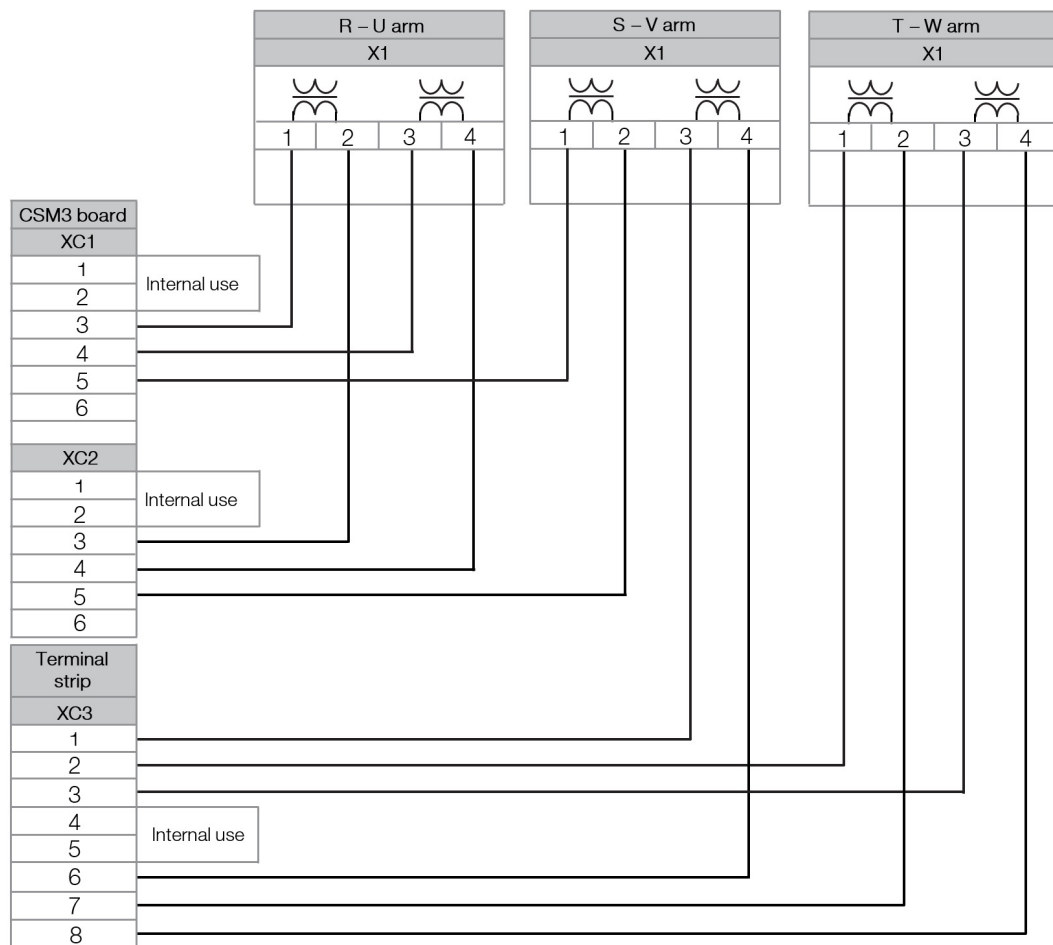 R – U arm
X1
1 2 3 4
S – V arm
X1
1 2 3 4
T – W arm
X1
1 2 3 4
CSM3 board
XC1
1
2
Internal use
3
4
5
6
XC2
1
2
Internal use
3
4
5
6
Terminal
strip
XC3
1
2
3
4
5
Internal use
6
7
8